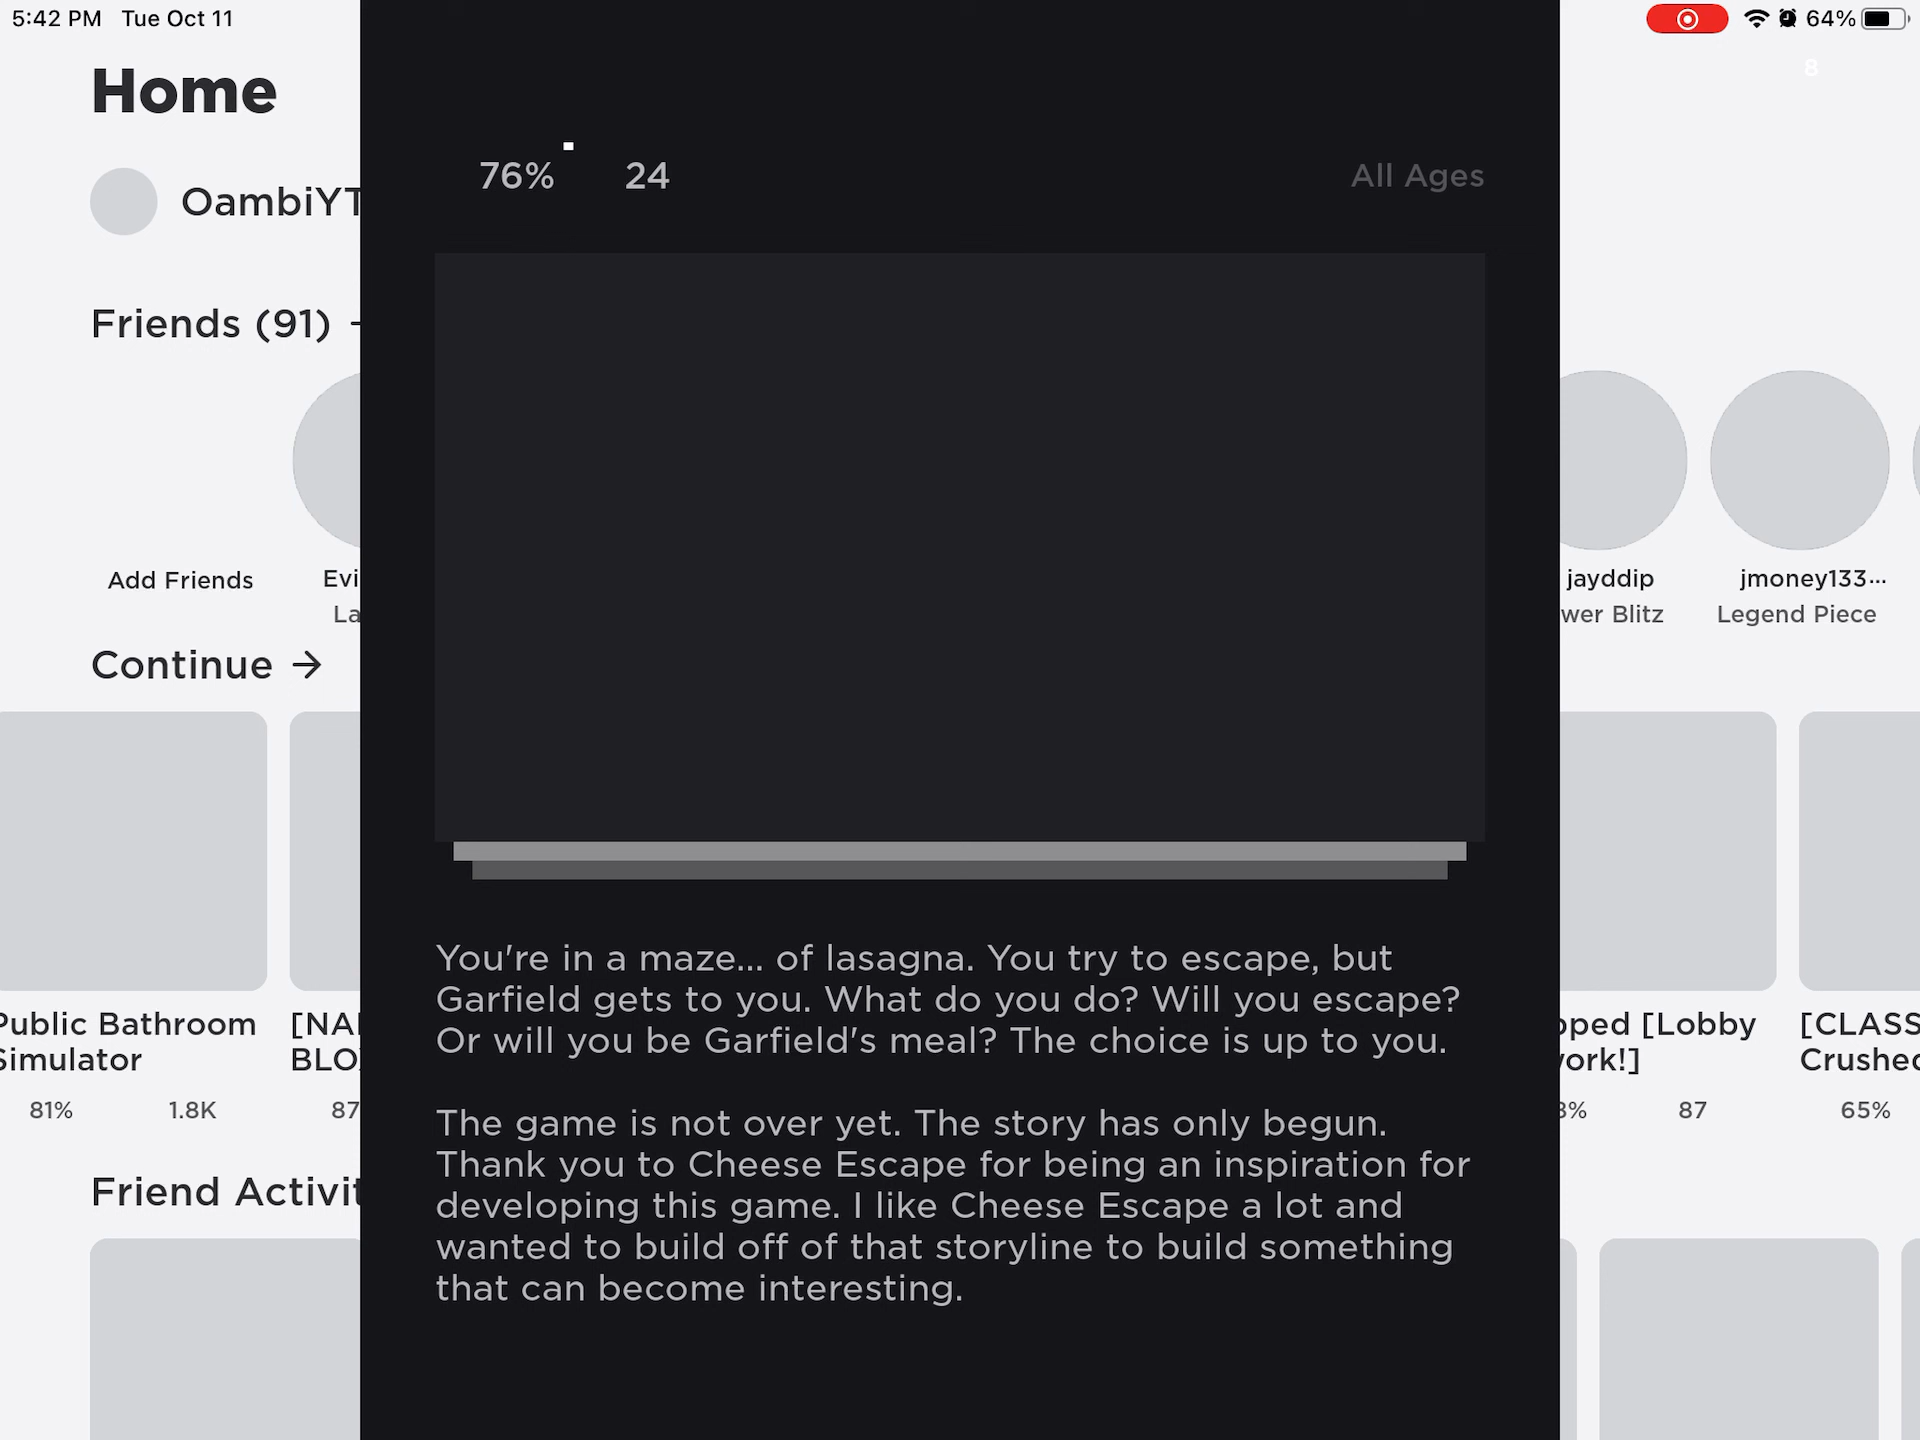 5:42 PM Tue Oct 11
64%
8
Home
76% 24 All Ages
OambiYT
Friends (91)
Add Friends
jayddip
jmoney133...
Legend Piece
Blitz
Continue →
Public Bathroom
Simulator
81% 1.8K
[Lobby
[CLASS
Crushed
87
65%
Friend
You're in a maze... of lasagna. You try to escape, but
Garfield gets to you. What do you do? Will you escape?
Or will you be Garfield's meal? The choice is up to you.
The game is not over yet. The story has only begun.
Thank you to Cheese Escape for being an inspiration for
developing this game. I like Cheese Escape a lot and
wanted to build off of that storyline to build something
that can become interesting.